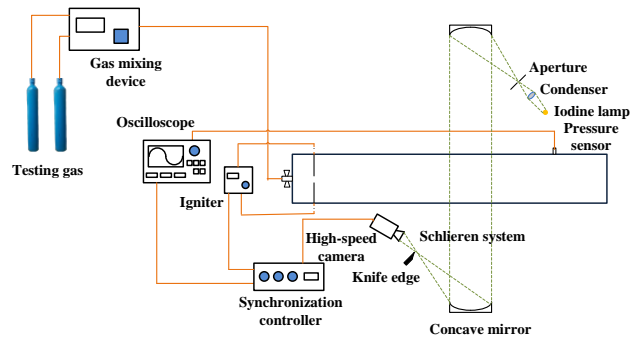 Gas mixing
device
Testing gas
Oscilloscope
Igniter
Aperture
Condenser
Iodine lamp
Pressure
sensor
High-speed
camera
Schlieren system
Knife edge
Synchronization
controller
Concave mirror